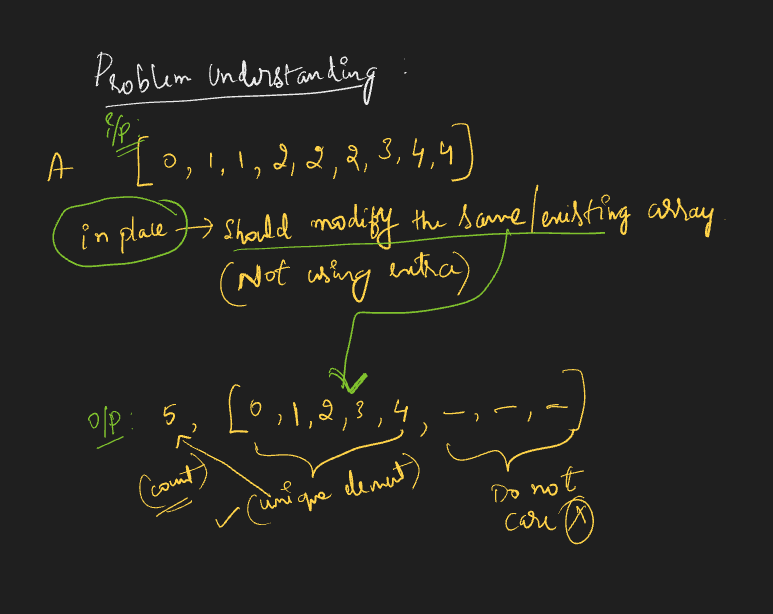 Problem Understanding :
i/p:
A [0, 1, 1, 2, 2, 2, 3, 4, 4]
in place → Should modify the same/existing array
(Not using extra)
O/P: 5, [0, 1, 2, 3, 4, –, –, –]
(count) ✓ (unique element) Do not
care X